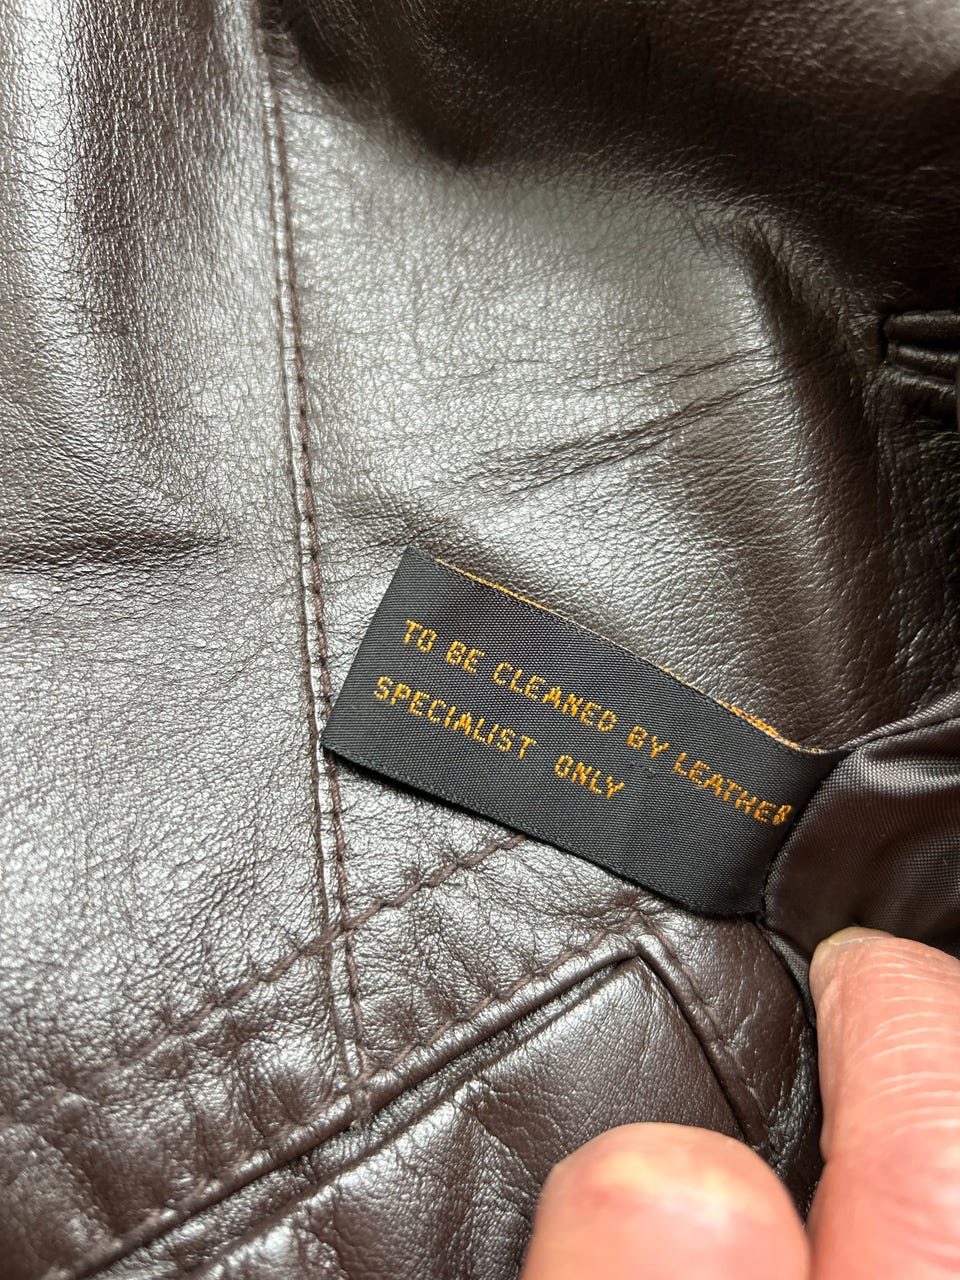 TO BE CLEANED BY LEATHER
SPECIALIST ONLY